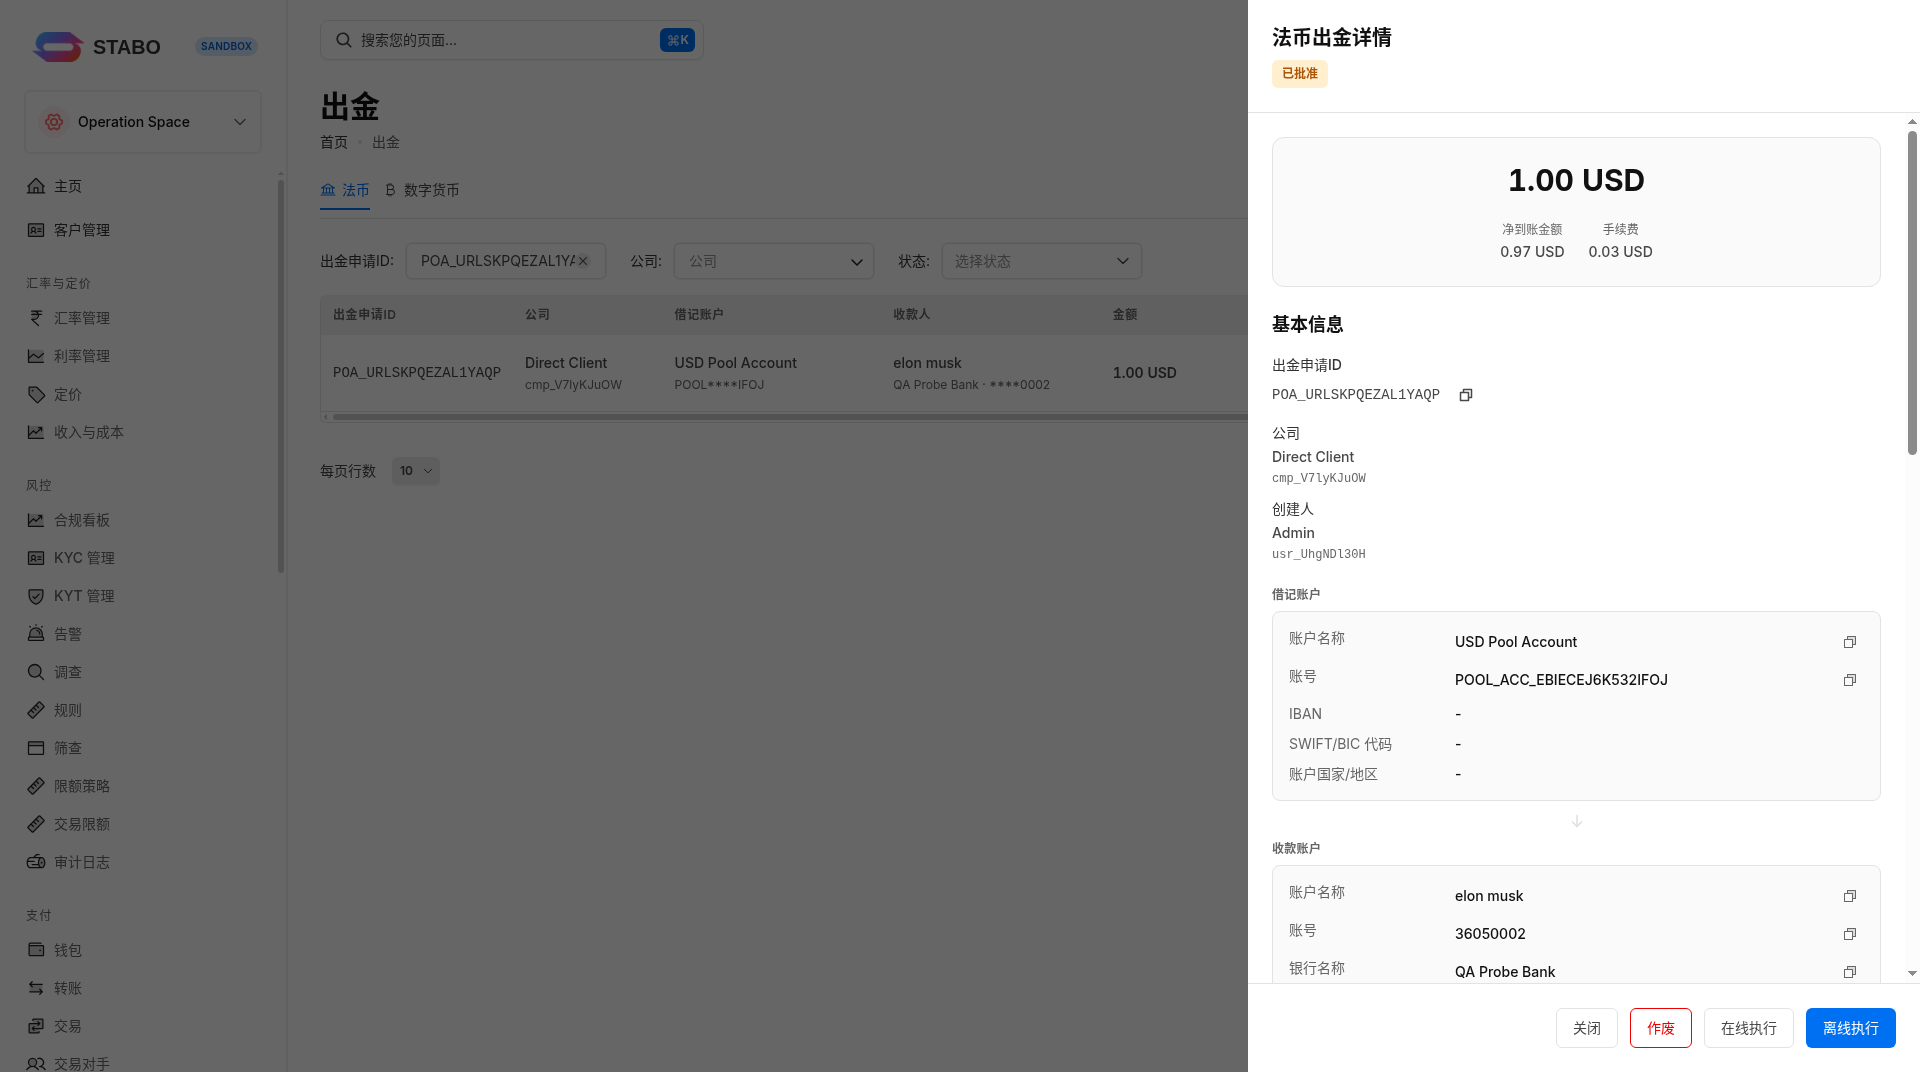 STABO
SANDBOX
Operation Space
主页
客户管理
汇率与定价
汇率管理
利率管理
定价
收入与成本
风控
合规看板
KYC 管理
KYT 管理
告警
调查
规则
筛查
限额策略
交易限额
审计日志
支付
钱包
转账
交易
交易对手
搜索您的页面...
⌘K
出金
首页 • 出金
法币 数字货币
出金申请ID: POA_URLSKPQEZAL1YA 公司: 公司 状态: 选择状态
出金申请ID 公司 借记账户 收款人 金额
POA_URLSKPQEZAL1YAQP Direct Client USD Pool Account elon musk 1.00 USD
cmp_V7lyKJuOW POOL****IFOJ QA Probe Bank · ****0002
每页行数 10
法币出金详情
已批准
1.00 USD
净到账金额 手续费
0.97 USD 0.03 USD
基本信息
出金申请ID
POA_URLSKPQEZAL1YAQP
公司
Direct Client
cmp_V7lyKJuOW
创建人
Admin
usr_UhgNDl30H
借记账户
账户名称 USD Pool Account
账号 POOL_ACC_EBIECEJ6K532IFOJ
IBAN -
SWIFT/BIC 代码 -
账户国家/地区 -
收款账户
账户名称 elon musk
账号 36050002
银行名称 QA Probe Bank
关闭 作废 在线执行 离线执行